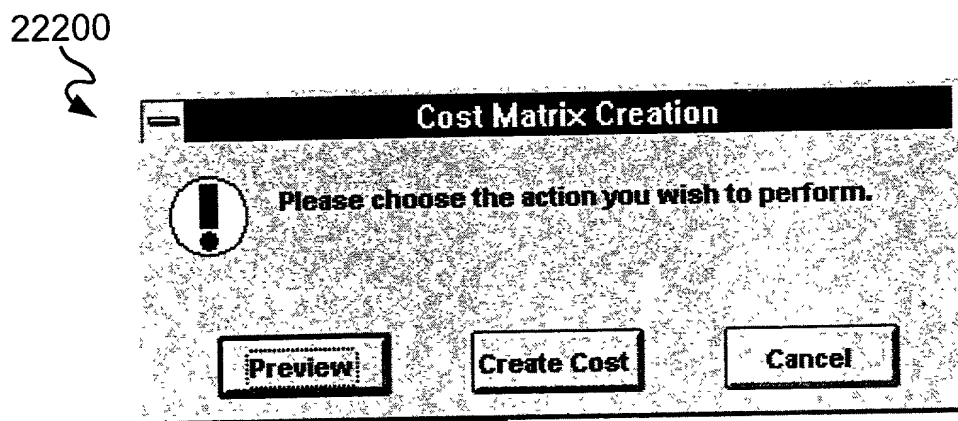 22200
Cost Matrix Creation
Please choose the action you wish to perform.
Preview Create Cost Cancel